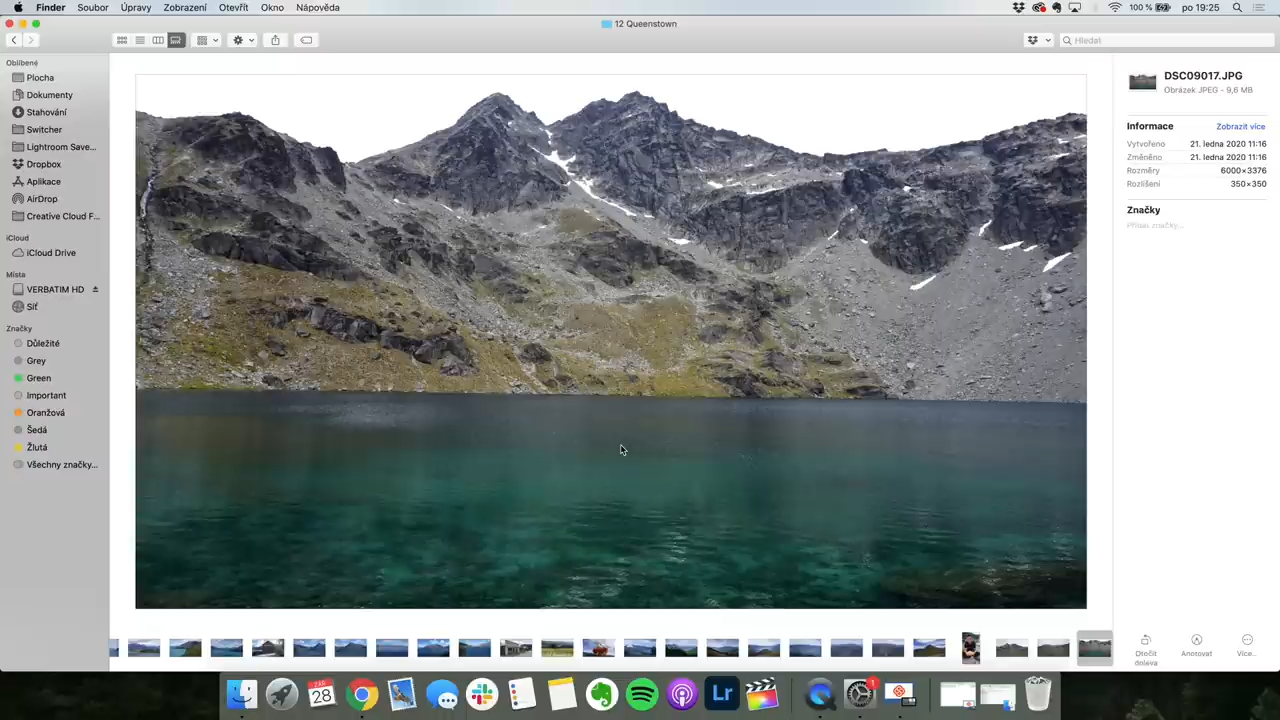 Finder Soubor Úpravy Zobrazení Otevřít Okno Nápověda 100 % po 19:25
12 Queenstown
Hledat
Oblíbené
Plocha
Dokumenty
Stahování
Switcher
Lightroom Save...
Dropbox
Aplikace
AirDrop
Creative Cloud F...
iCloud
iCloud Drive
Místa
VERBATIM HD
Síť
Značky
Důležité
Grey
Green
Important
Oranžová
Šedá
Žlutá
Všechny značky...
DSC09017.JPG
Obrázek JPEG - 9,6 MB
Informace Zobrazit více
Vytvořeno 21. ledna 2020 11:16
Změněno 21. ledna 2020 11:16
Rozměry 6000×3376
Rozlišení 350×350
Značky
Přidat značky...
Otočit doleva
Anotovat
Více...
28
Lr
1